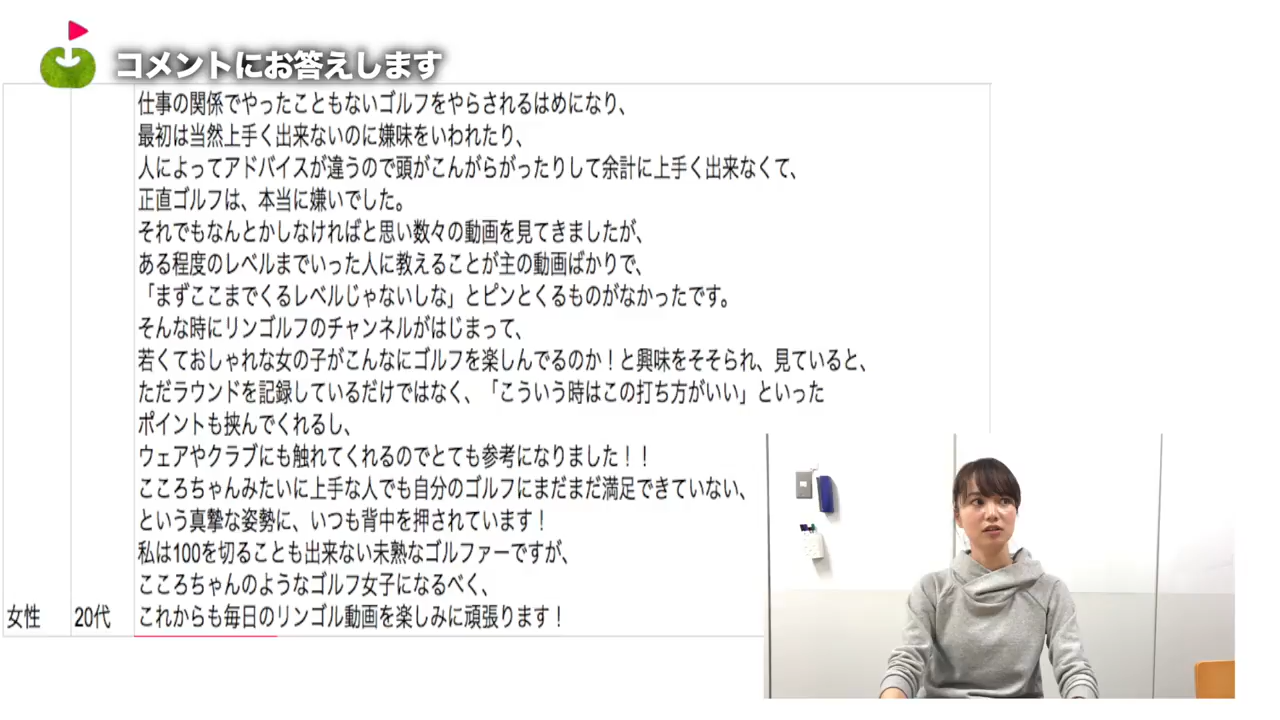 コメントにお答えします
仕事の関係でやったこともないゴルフをやらされるはめになり、
最初は当然上手く出来ないのに嫌味をいわれたり、
人によってアドバイスが違うので頭がこんがらがったりして余計に上手く出来なくて、
正直ゴルフは、本当に嫌いでした。
それでもなんとかしなければと思い数々の動画を見てきましたが、
ある程度のレベルまでいった人に教えることが主の動画ばかりで、
「まずここまでくるレベルじゃないしな」とピンとくるものがなかったです。
そんな時にリンゴルフのチャンネルがはじまって、
若くておしゃれな女の子がこんなにゴルフを楽しんでるのか！と興味をそそられ、見ていると、
ただラウンドを記録しているだけではなく、「こういう時はこの打ち方がいい」といった
ポイントも挟んでくれるし、
ウェアやクラブにも触れてくれるのでとても参考になりました！！
こころちゃんみたいに上手な人でも自分のゴルフにまだまだ満足できていない、
という真摯な姿勢に、いつも背中を押されています！
私は100を切ることも出来ない未熟なゴルファーですが、
こころちゃんのようなゴルフ女子になるべく、
女性 20代 これからも毎日のリンゴル動画を楽しみに頑張ります！